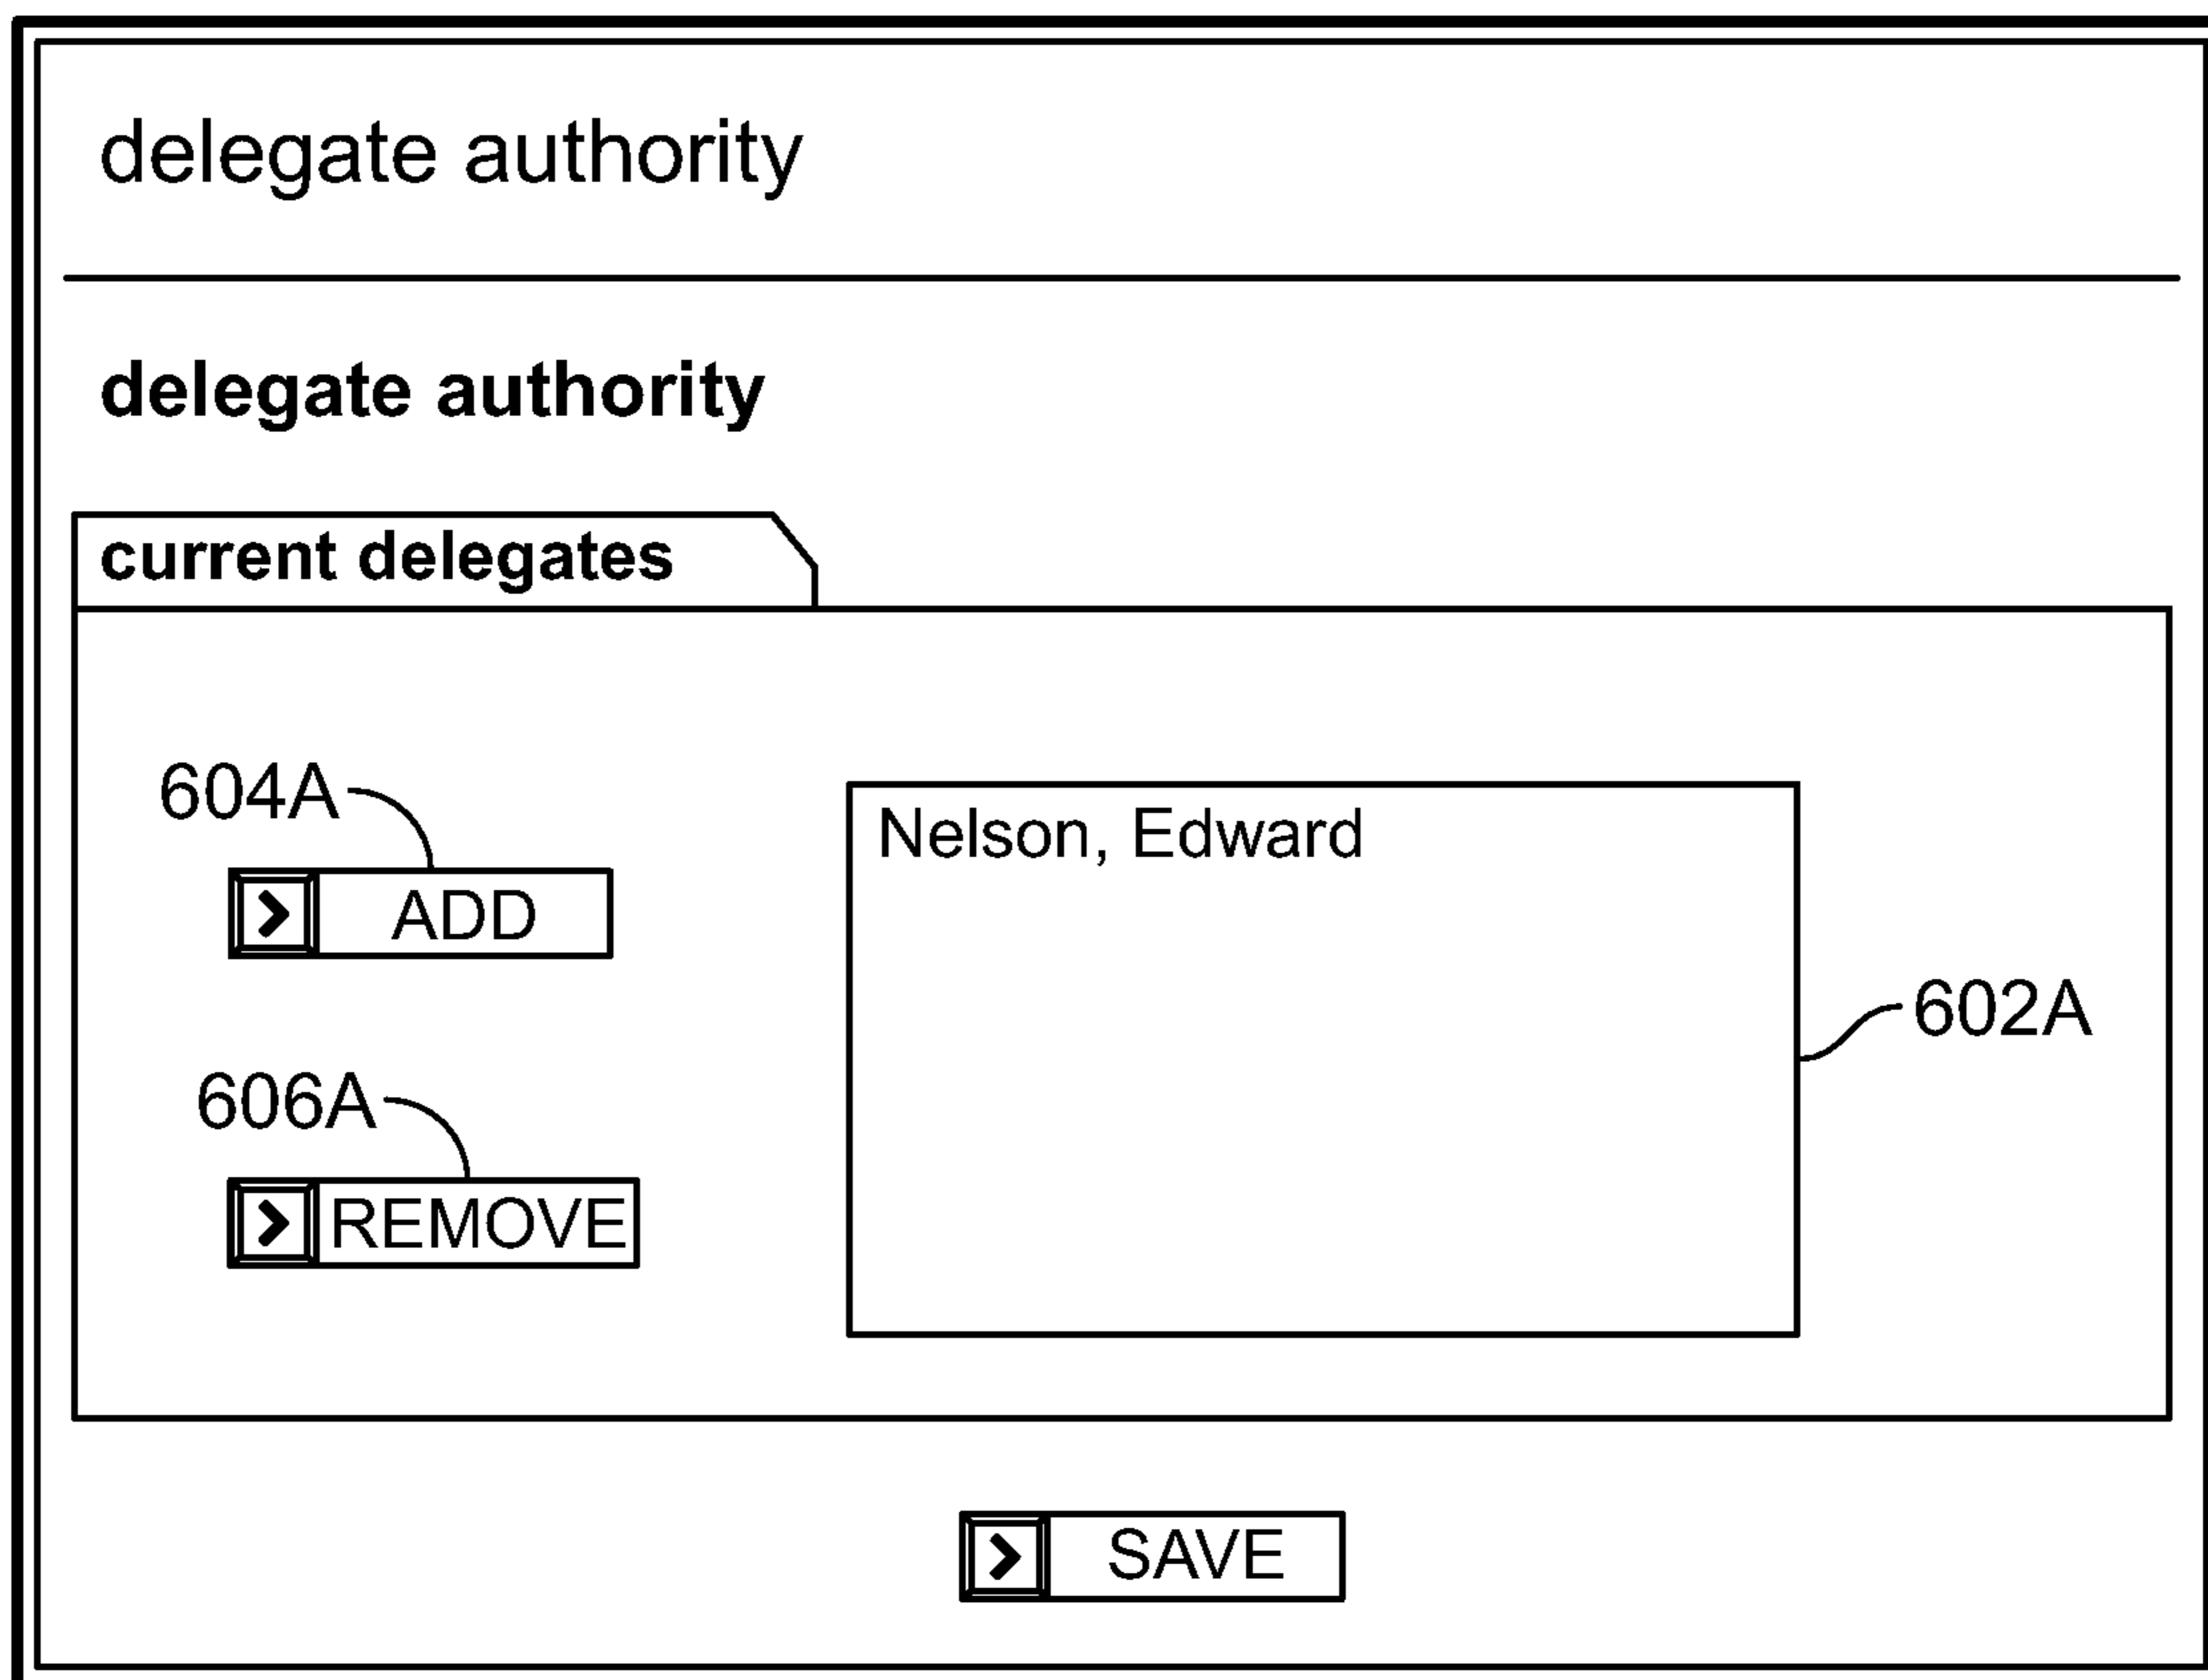 delegate authority
delegate authority
current delegates
604A
Nelson, Edward
ADD
602A
606A
REMOVE
SAVE